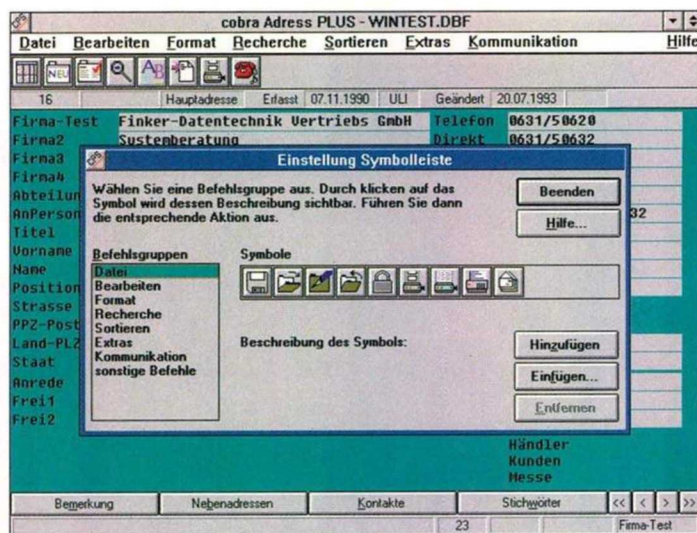 cobra Adress PLUS - WINTEST.DBF
Datei Bearbeiten Format Recherche Sortieren Extras Kommunikation Hilfe
NEU AB
16 Hauptadresse Erfasst 07.11.1990 ULI Geändert 20.07.1993
Firma-Test Finker-Datentechnik Vertriebs GmbH Telefon 0631/50620
Firma2 Systemberatung Direkt 0631/50632
Firma3
Firma4
Abteilun
AnPerson 32
Titel
Vorname
Name
Position
Strasse
PPZ-Post
Land-PLZ
Staat
Anrede
Frei1
Frei2
Einstellung Symbolleiste
Wählen Sie eine Befehlsgruppe aus. Durch klicken auf das
Symbol wird dessen Beschreibung sichtbar. Führen Sie dann
die entsprechende Aktion aus.
Beenden
Hilfe...
Befehlsgruppen
Datei
Bearbeiten
Format
Recherche
Sortieren
Extras
Kommunikation
sonstige Befehle
Symbole
Beschreibung des Symbols:
Hinzufügen
Einfügen...
Entfernen
Händler
Kunden
Messe
Bemerkung Nebenadressen Kontakte Stichwörter << < > >>
23 Firma-Test